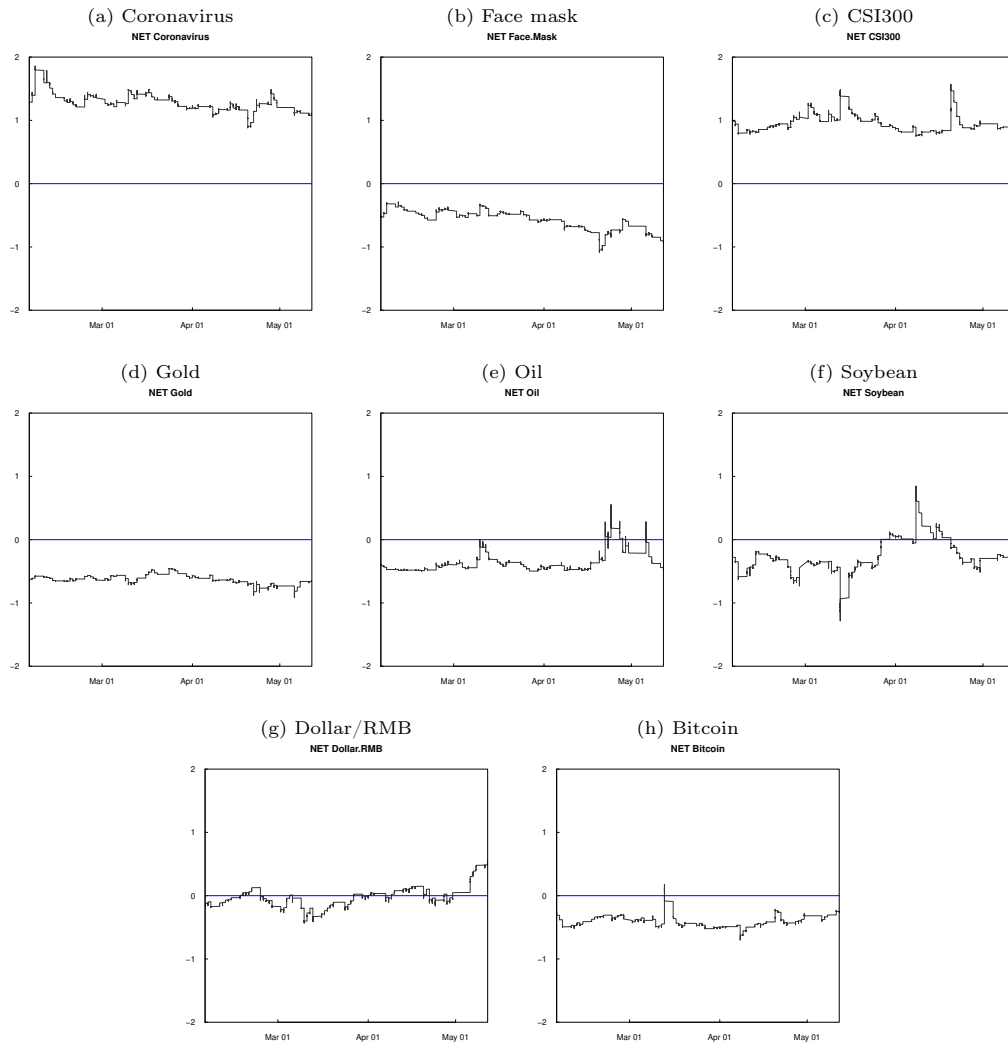 (a) Coronavirus (b) Face mask (c) CSI300
NET Coronavirus NET Face.Mask NET CSI300
2 2 2
1 1 1
0 0 0
−1 −1 −1
−2 −2 −2
Mar 01 Apr 01 May 01 Mar 01 Apr 01 May 01 Mar 01 Apr 01 May 01
(d) Gold (e) Oil (f) Soybean
NET Gold NET Oil NET Soybean
2 2 2
1 1 1
0 0 0
−1 −1 −1
−2 −2 −2
Mar 01 Apr 01 May 01 Mar 01 Apr 01 May 01 Mar 01 Apr 01 May 01
(g) Dollar/RMB (h) Bitcoin
NET Dollar.RMB NET Bitcoin
2 2
1 1
0 0
−1 −1
−2 −2
Mar 01 Apr 01 May 01 Mar 01 Apr 01 May 01